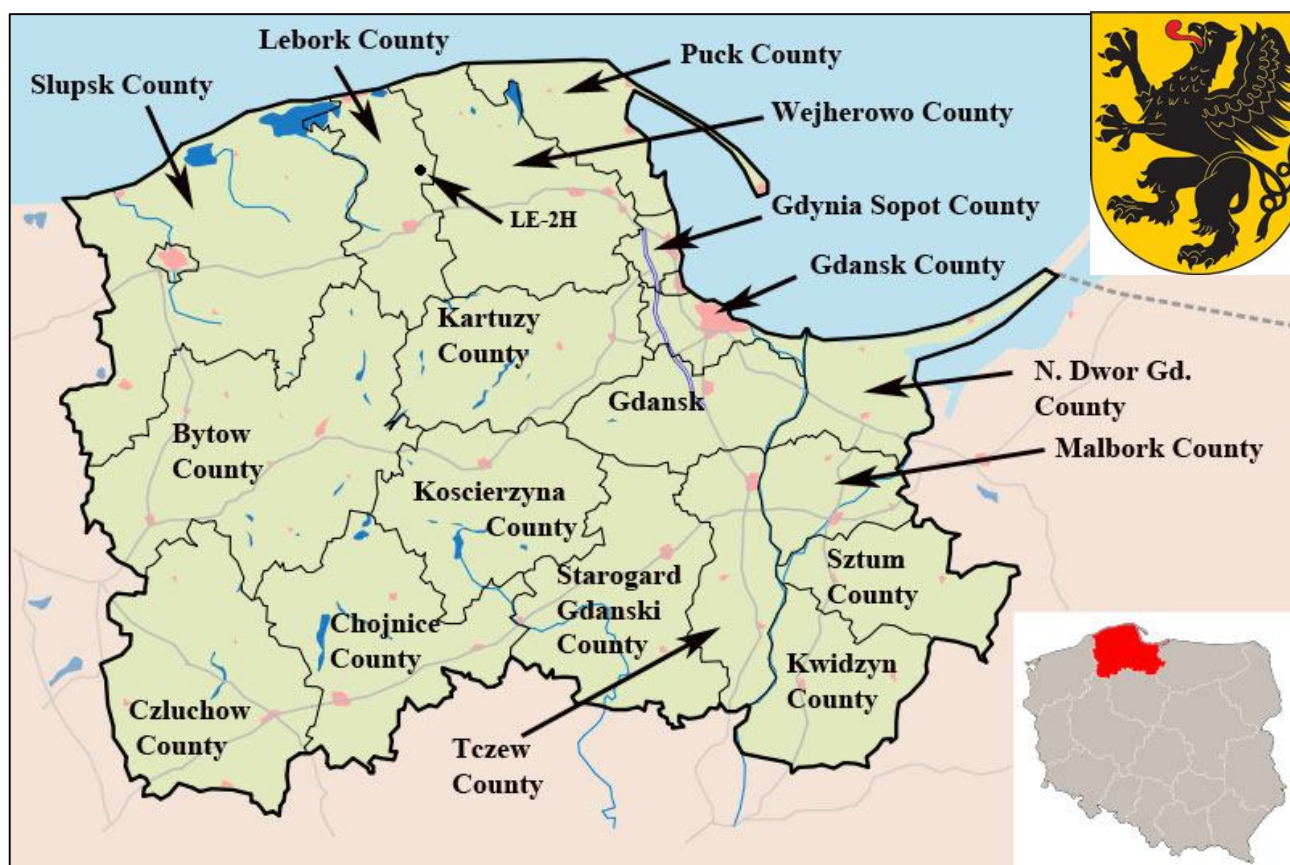 Lebork County
Puck County
Slupsk County
Wejherowo County
LE-2H
Gdynia Sopot County
Gdansk County
Kartuzy
County
N. Dwor Gd.
County
Gdansk
Bytow
County
Malbork County
Koscierzyna
County
Sztum
County
Starogard
Gdanski
County
Chojnice
County
Kwidzyn
County
Czluchow
County
Tczew
County